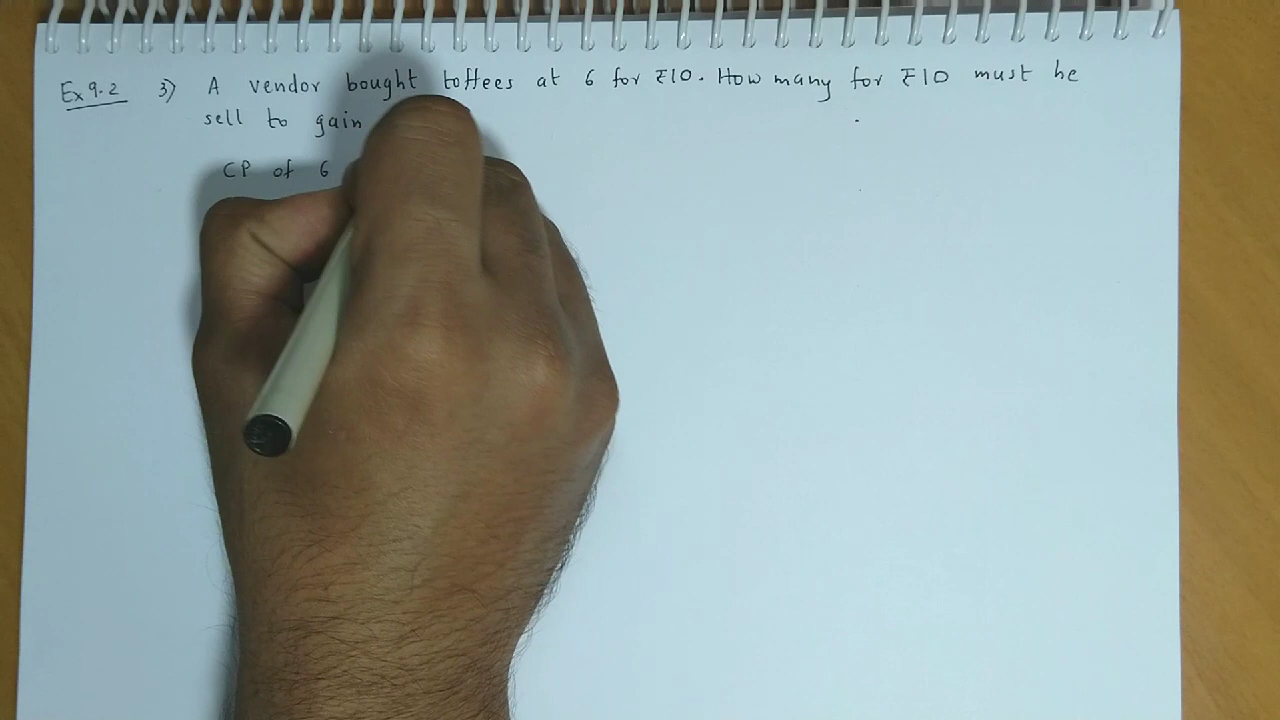 Ex 9.2 3) A vendor bought toffees at 6 for ₹10. How many for ₹10 must he
sell to gain
CP of 6